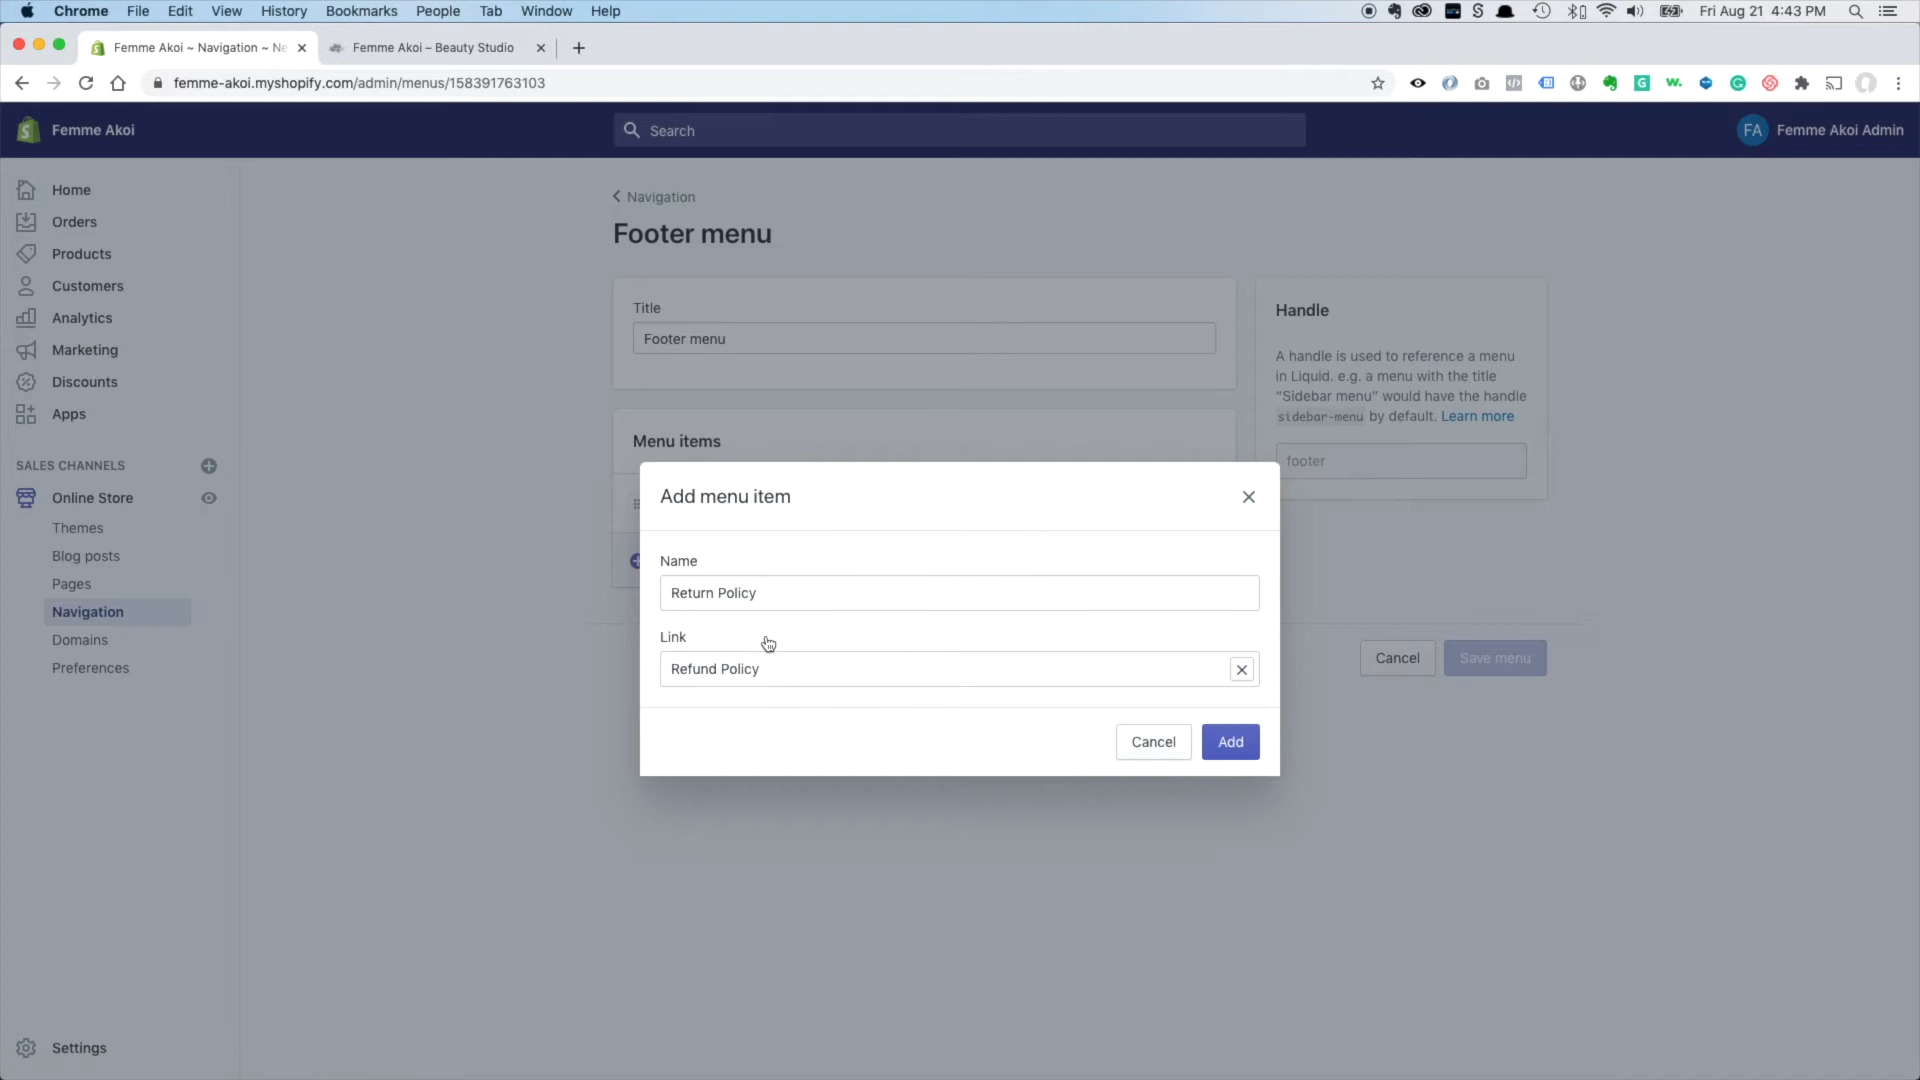 Chrome File Edit View History Bookmarks People Tab Window Help
Fri Aug 21 4:43 PM
Femme Akoi ~ Navigation ~ Ne
Femme Akoi – Beauty Studio
femme-akoi.myshopify.com/admin/menus/158391763103
Femme Akoi
Search
FA Femme Akoi Admin
Home
Orders
Products
Customers
Analytics
Marketing
Discounts
Apps
SALES CHANNELS
Online Store
Themes
Blog posts
Pages
Navigation
Domains
Preferences
Settings
Navigation
Footer menu
Title
Footer menu
Menu items
Handle
A handle is used to reference a menu
in Liquid. e.g. a menu with the title
“Sidebar menu” would have the handle
sidebar-menu by default. Learn more
footer
Add menu item
Name
Return Policy
Link
Refund Policy
Cancel
Add
Cancel
Save menu